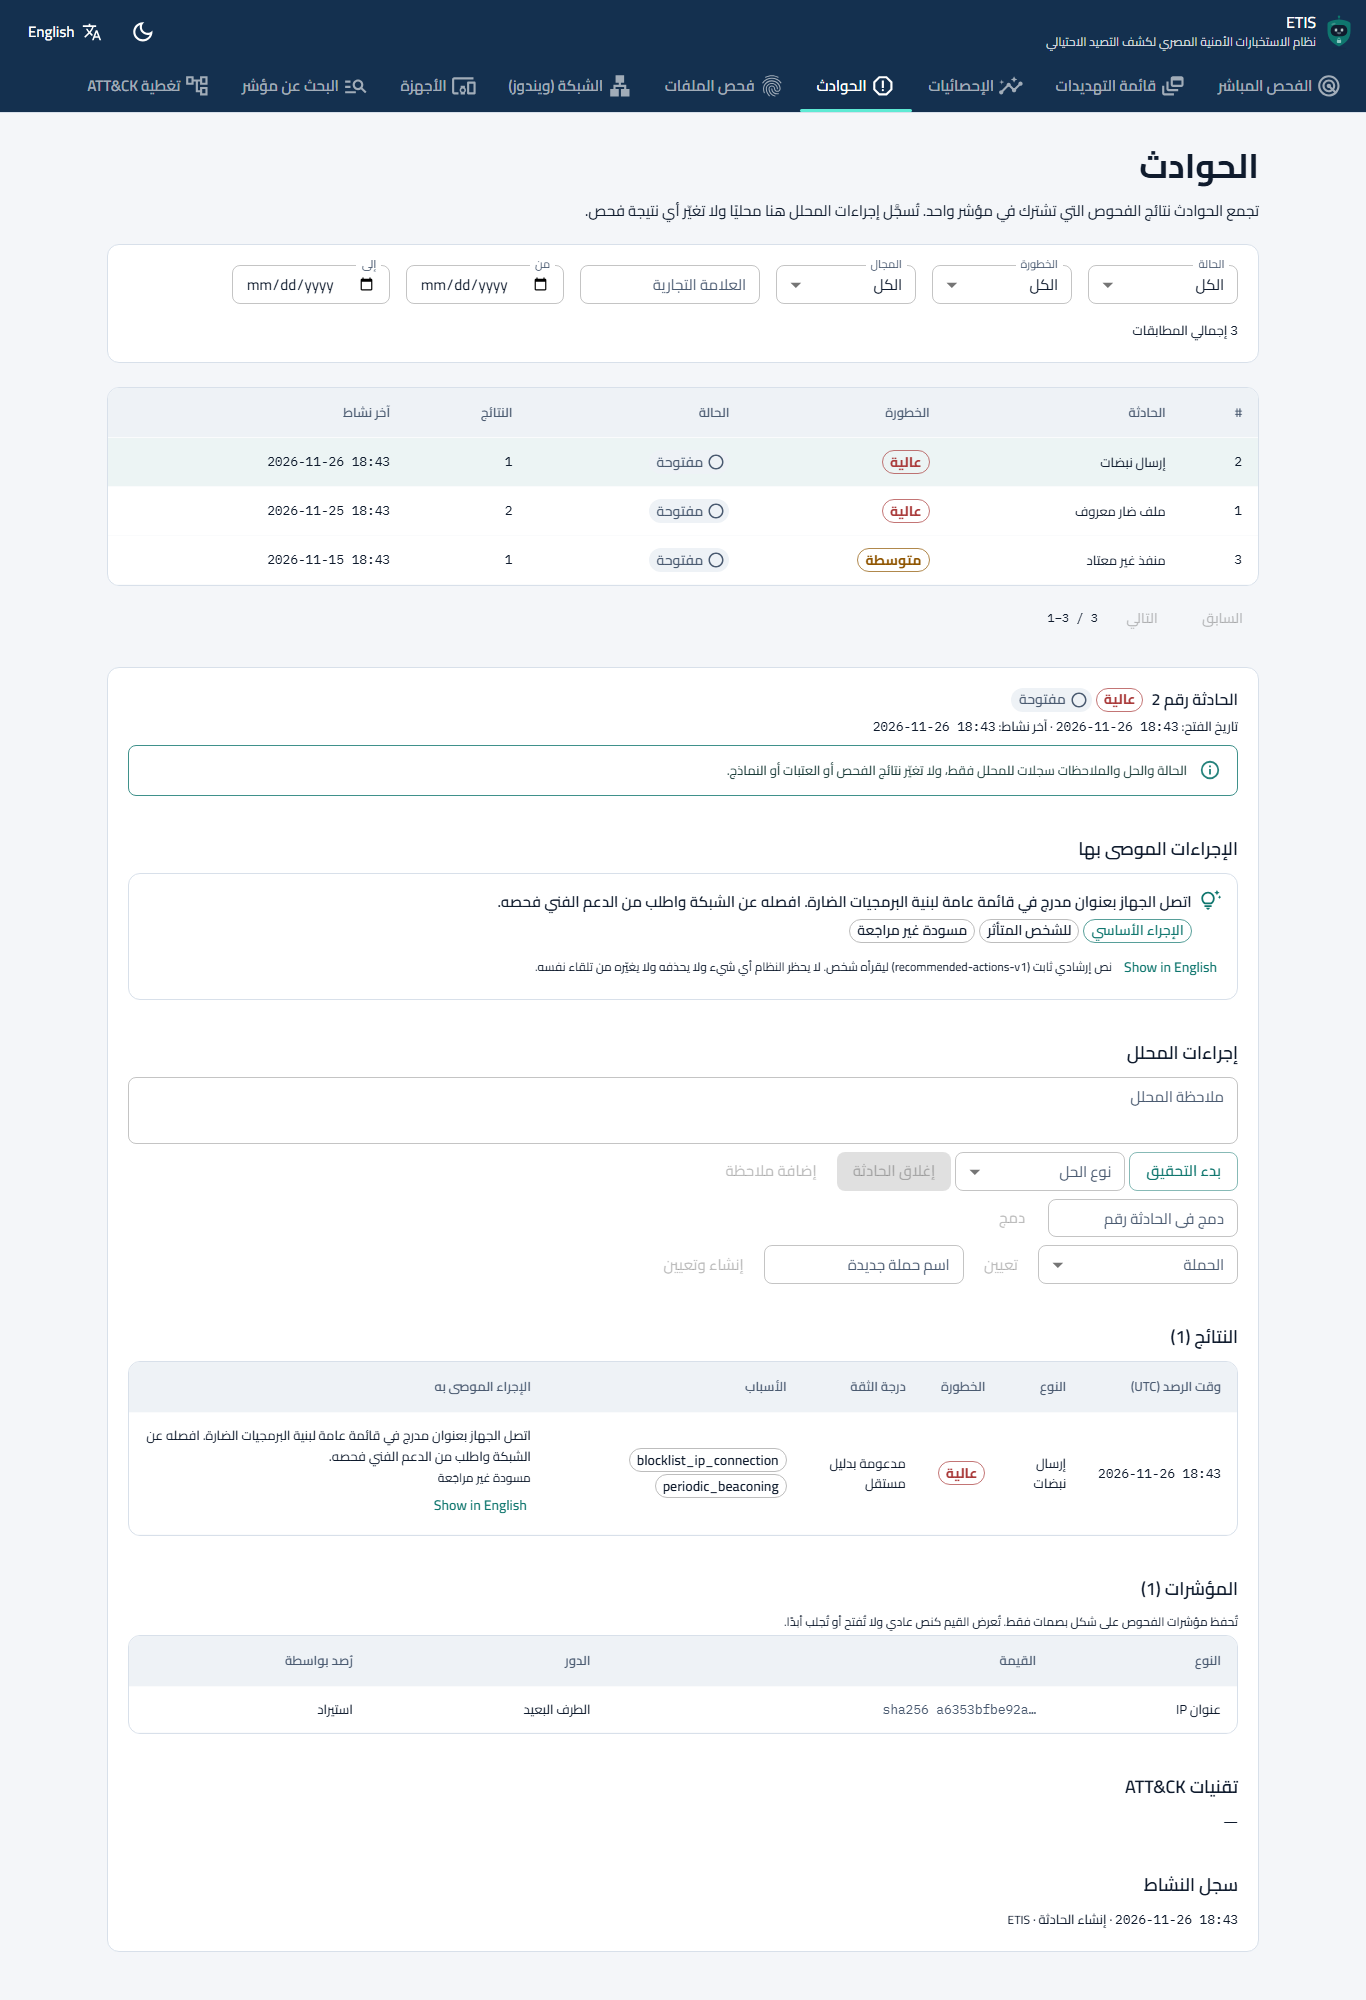 ETIS
نظام الاستخبارات الأمنية المصري لكشف التصيد الاحتيالي
English
الفحص المباشر
قائمة التهديدات
الإحصائيات
الحوادث
فحص الملفات
الشبكة (ويندوز)
الأجهزة
البحث عن مؤشر
تغطية ATT&CK
الحوادث
تجمع الحوادث نتائج الفحوص التي تشترك في مؤشر واحد. تُسجَّل إجراءات المحلل هنا محليًا ولا تغيّر أي نتيجة فحص.
الحالة الخطورة المجال من إلى
الكل الكل الكل العلامة التجارية mm/dd/yyyy mm/dd/yyyy
3 إجمالي المطابقات
# الحادثة الخطورة الحالة النتائج آخر نشاط
2 إرسال نبضات عالية مفتوحة 1 2026-11-26 18:43
1 ملف ضار معروف عالية مفتوحة 2 2026-11-25 18:43
3 منفذ غير معتاد متوسطة مفتوحة 1 2026-11-15 18:43
السابق التالي 1–3 / 3
الحادثة رقم 2 عالية مفتوحة
تاريخ الفتح: 2026-11-26 18:43 · آخر نشاط: 2026-11-26 18:43
الحالة والحل والملاحظات سجلات للمحلل فقط، ولا تغيّر نتائج الفحص أو العتبات أو النماذج.
الإجراءات الموصى بها
اتصل الجهاز بعنوان مدرج في قائمة عامة لبنية البرمجيات الضارة. افصله عن الشبكة واطلب من الدعم الفني فحصه.
الإجراء الأساسي للشخص المتأثر مسودة غير مراجعة
Show in English نص إرشادي ثابت (recommended-actions-v1) ليقرأه شخص. لا يحظر النظام أي شيء ولا يحذفه ولا يغيّره من تلقاء نفسه.
إجراءات المحلل
ملاحظة المحلل
بدء التحقيق نوع الحل إغلاق الحادثة إضافة ملاحظة
دمج في الحادثة رقم دمج
الحملة تعيين اسم حملة جديدة إنشاء وتعيين
النتائج (1)
وقت الرصد (UTC) النوع الخطورة درجة الثقة الأسباب الإجراء الموصى به
2026-11-26 18:43 إرسال نبضات عالية مدعومة بدليل مستقل blocklist_ip_connection periodic_beaconing
اتصل الجهاز بعنوان مدرج في قائمة عامة لبنية البرمجيات الضارة. افصله عن
الشبكة واطلب من الدعم الفني فحصه.
مسودة غير مراجعة
Show in English
المؤشرات (1)
تُحفظ مؤشرات الفحوص على شكل بصمات فقط. تُعرض القيم كنص عادي ولا تُفتح أو تُجلب أبدًا.
النوع القيمة الدور رُصد بواسطة
عنوان IP sha256 a6353bfbe92a… الطرف البعيد استيراد
تقنيات ATT&CK
—
سجل النشاط
2026-11-26 18:43 · إنشاء الحادثة · ETIS